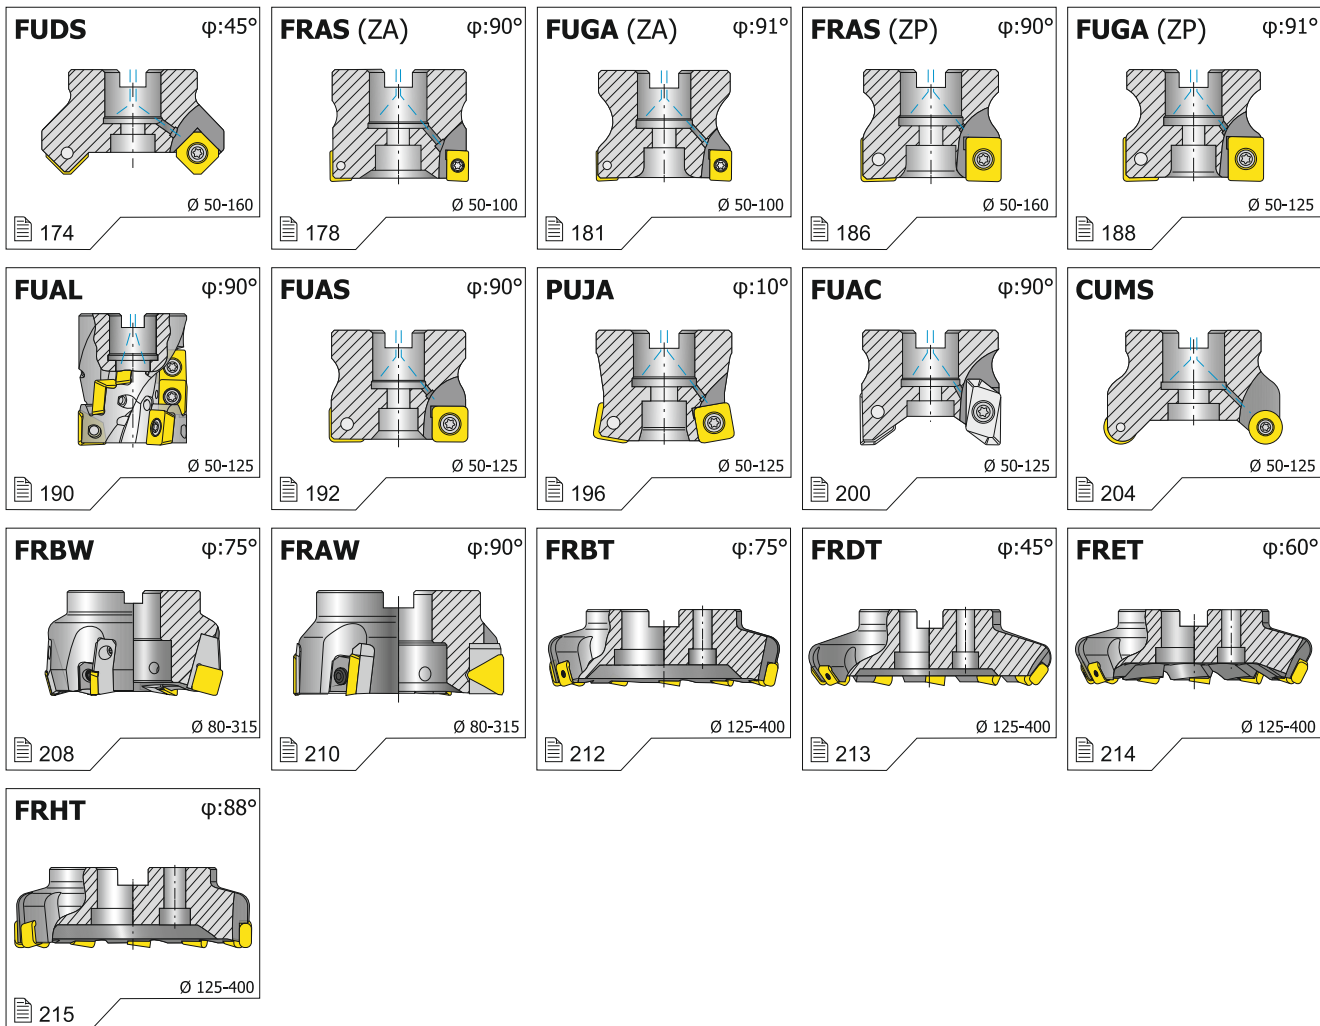 FUDS φ:45°
Ø 50-160
174
FRAS (ZA) φ:90°
Ø 50-100
178
FUGA (ZA) φ:91°
Ø 50-100
181
FRAS (ZP) φ:90°
Ø 50-160
186
FUGA (ZP) φ:91°
Ø 50-125
188
FUAL φ:90°
Ø 50-125
190
FUAS φ:90°
Ø 50-125
192
PUJA φ:10°
Ø 50-125
196
FUAC φ:90°
Ø 50-125
200
CUMS
Ø 50-125
204
FRBW φ:75°
Ø 80-315
208
FRAW φ:90°
Ø 80-315
210
FRBT φ:75°
Ø 125-400
212
FRDT φ:45°
Ø 125-400
213
FRET φ:60°
Ø 125-400
214
FRHT φ:88°
Ø 125-400
215